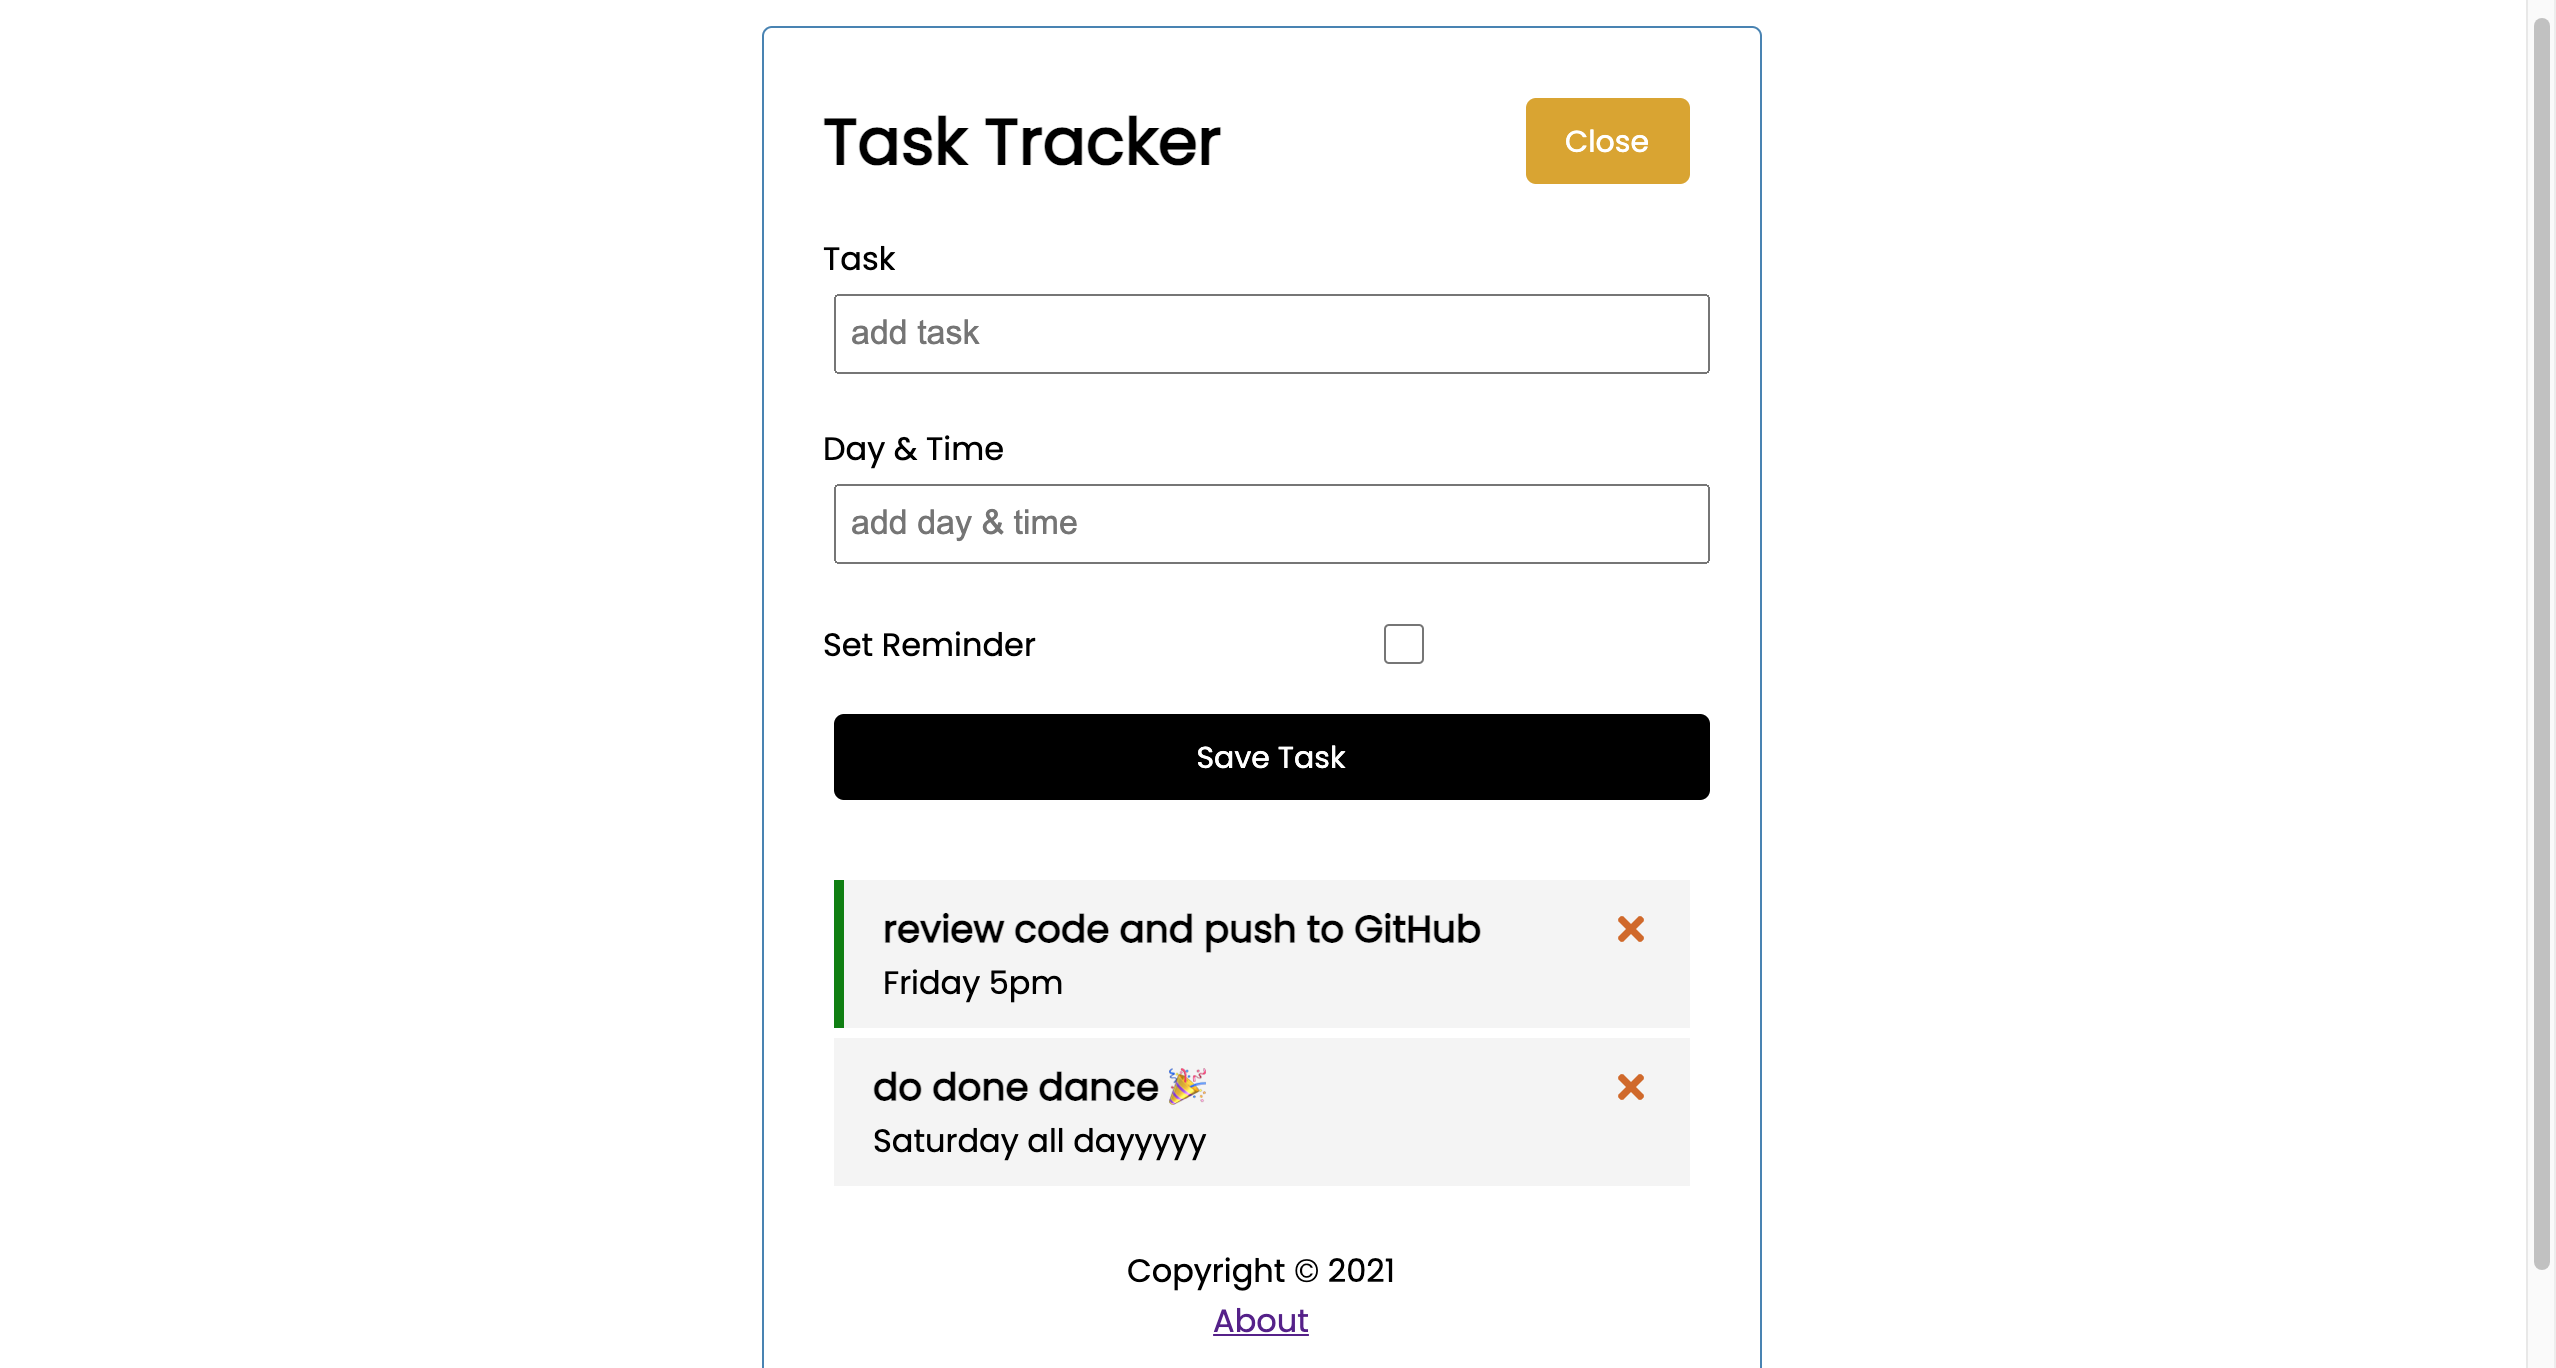 Task Tracker
Close
Task
add task
Day & Time
add day & time
Set Reminder
Save Task
review code and push to GitHub
Friday 5pm
do done dance 🎉
Saturday all dayyyyy
Copyright © 2021
About